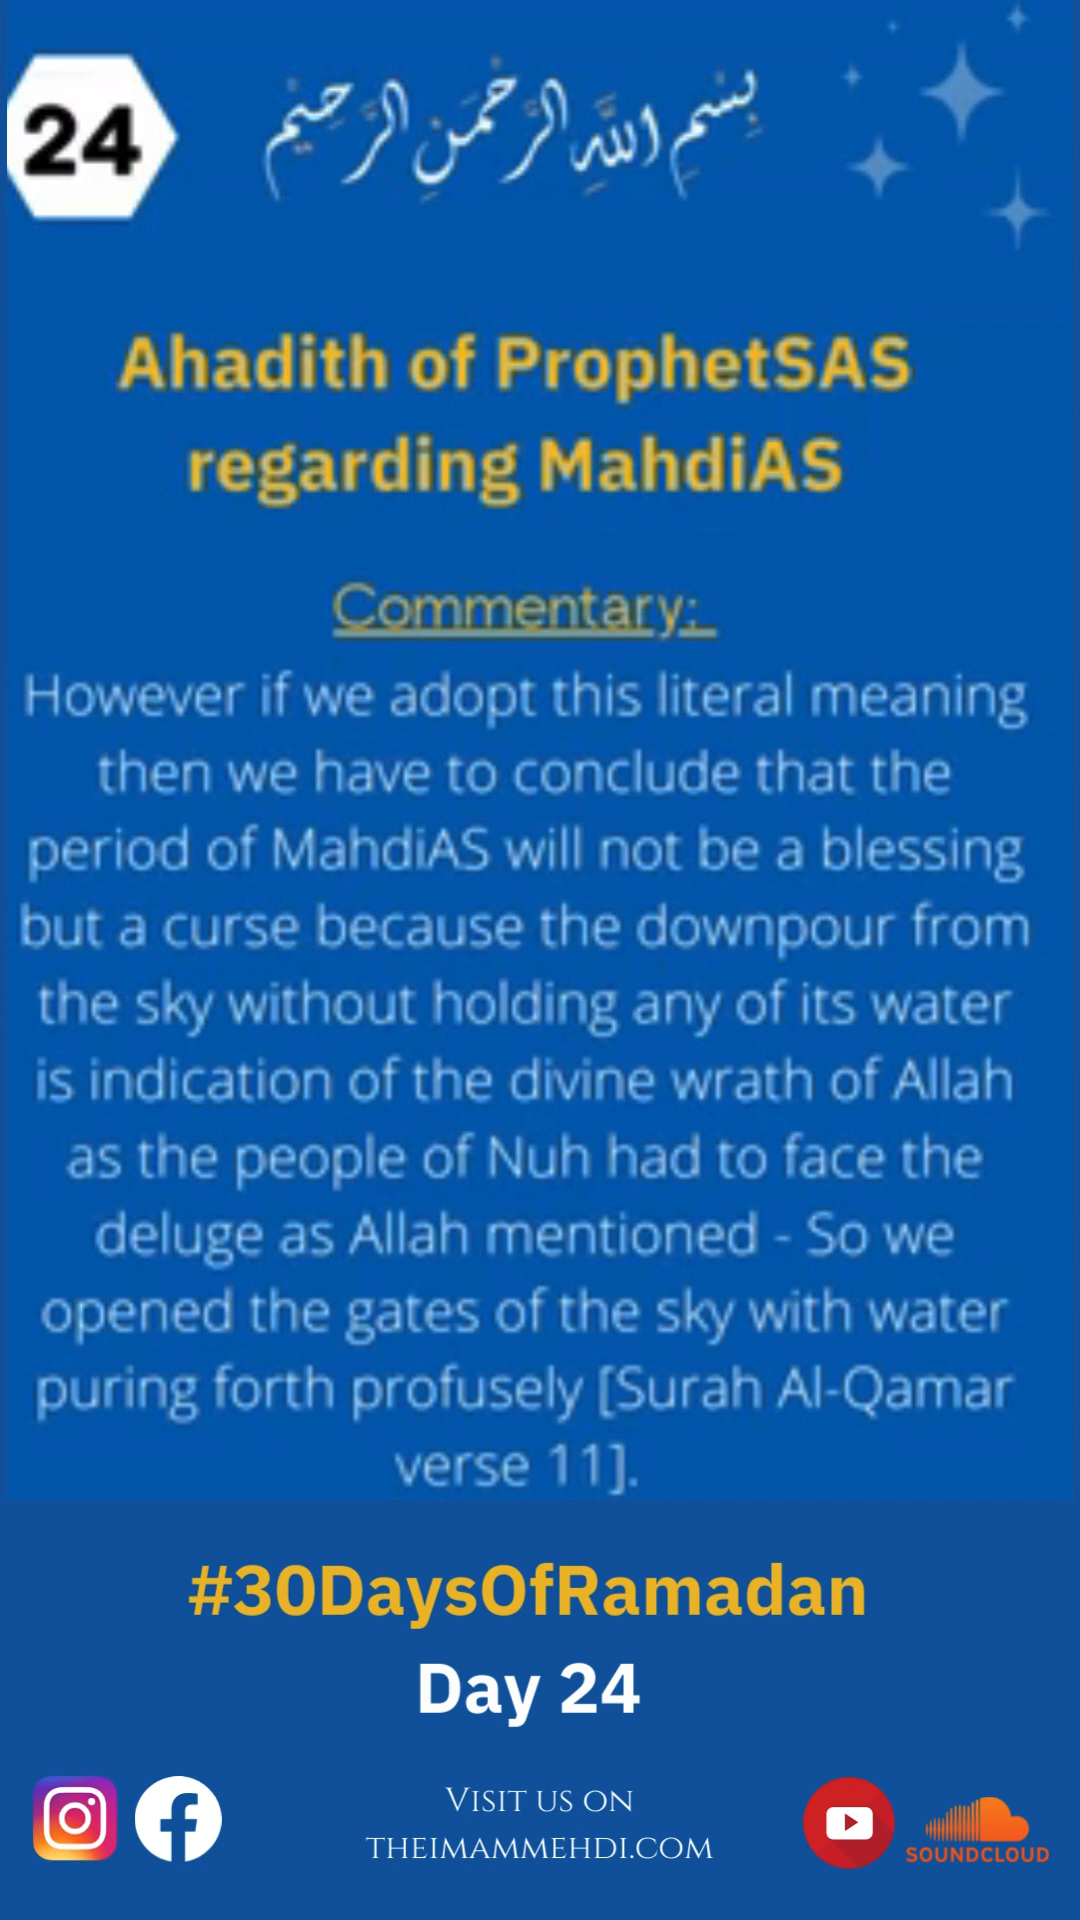 24
بِسْمِ اللَّهِ الرَّحْمَنِ الرَّحِيمِ
Ahadith of ProphetSAS
regarding MahdiAS
Commentary:
However if we adopt this literal meaning
then we have to conclude that the
period of MahdiAS will not be a blessing
but a curse because the downpour from
the sky without holding any of its water
is indication of the divine wrath of Allah
as the people of Nuh had to face the
deluge as Allah mentioned - So we
opened the gates of the sky with water
puring forth profusely [Surah Al-Qamar
verse 11].
#30DaysOfRamadan
Day 24
VISIT US ON
THEIMAMMEHDI.COM
SOUNDCLOUD